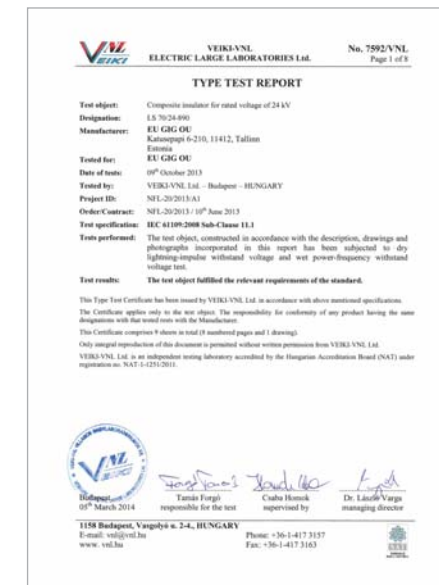 VNL
VEIKI
VEIKI-VNL
ELECTRIC LARGE LABORATORIES Ltd.
No. 7592/VNL
Page 1 of 8
TYPE TEST REPORT
Test object: Composite insulator for rated voltage of 24 kV
Designation: LS 70/24-890
Manufacturer: EU GIG OU
Katusepapi 6-210, 11412, Tallinn
Estonia
Tested for: EU GIG OU
Date of tests: 09th October 2013
Tested by: VEIKI-VNL Ltd. – Budapest – HUNGARY
Project ID: NFL-20/2013/A1
Order/Contract: NFL-20/2013 / 10th June 2013
Test specification: IEC 61109:2008 Sub-Clause 11.1
Tests performed: The test object, constructed in accordance with the description, drawings and
photographs incorporated in this report has been subjected to dry
lightning-impulse withstand voltage and wet power-frequency withstand
voltage test.
Test results: The test object fulfilled the relevant requirements of the standard.
This Type Test Certificate has been issued by VEIKI-VNL Ltd. in accordance with above mentioned specifications.
The Certificate applies only to the test object. The responsibility for conformity of any product having the same
designations with that tested rests with the Manufacturer.
This Certificate comprises 9 sheets in total (8 numbered pages and 1 drawing).
Only integral reproduction of this document is permitted without written permission from VEIKI-VNL Ltd.
VEIKI-VNL Ltd. is an independent testing laboratory accredited by the Hungarian Accreditation Board (NAT) under
registration no. NAT-1-1251/2011.
VNL
VEIKI
Budapest,
05th March 2014
Tamás Forgó
responsible for the test
Csaba Homok
supervised by
Dr. László Varga
managing director
1158 Budapest, Vasgolyó u. 2-4., HUNGARY
E-mail: vnl@vnl.hu
www. vnl.hu
Phone: +36-1-417 3157
Fax: +36-1-417 3163